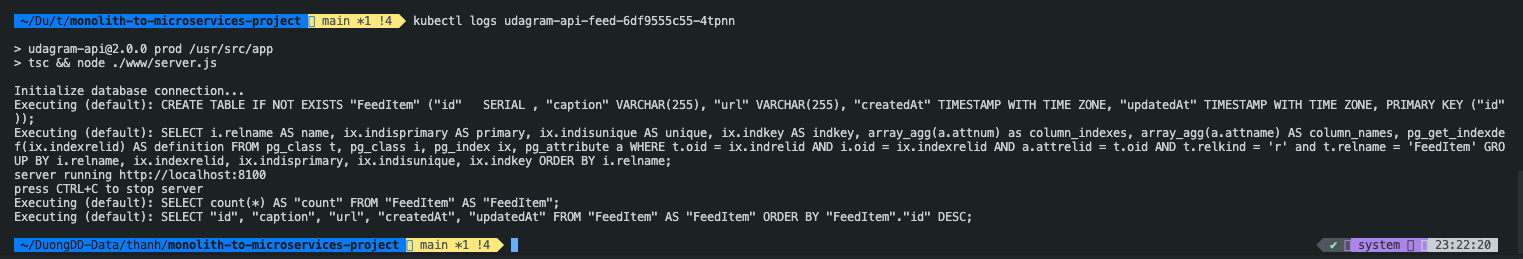 ~/Du/t/monolith-to-microservices-project main *1 !4 kubectl logs udagram-api-feed-6df9555c55-4tpnn
> udagram-api@2.0.0 prod /usr/src/app
> tsc && node ./www/server.js
Initialize database connection...
Executing (default): CREATE TABLE IF NOT EXISTS "FeedItem" ("id"   SERIAL , "caption" VARCHAR(255), "url" VARCHAR(255), "createdAt" TIMESTAMP WITH TIME ZONE, "updatedAt" TIMESTAMP WITH TIME ZONE, PRIMARY KEY ("id"
));
Executing (default): SELECT i.relname AS name, ix.indisprimary AS primary, ix.indisunique AS unique, ix.indkey AS indkey, array_agg(a.attnum) as column_indexes, array_agg(a.attname) AS column_names, pg_get_indexde
f(ix.indexrelid) AS definition FROM pg_class t, pg_class i, pg_index ix, pg_attribute a WHERE t.oid = ix.indrelid AND i.oid = ix.indexrelid AND a.attrelid = t.oid AND t.relkind = 'r' and t.relname = 'FeedItem' GRO
UP BY i.relname, ix.indexrelid, ix.indisprimary, ix.indisunique, ix.indkey ORDER BY i.relname;
server running http://localhost:8100
press CTRL+C to stop server
Executing (default): SELECT count(*) AS "count" FROM "FeedItem" AS "FeedItem";
Executing (default): SELECT "id", "caption", "url", "createdAt", "updatedAt" FROM "FeedItem" AS "FeedItem" ORDER BY "FeedItem"."id" DESC;
~/DuongDD-Data/thanh/monolith-to-microservices-project main *1 !4 ✔ system 23:22:20